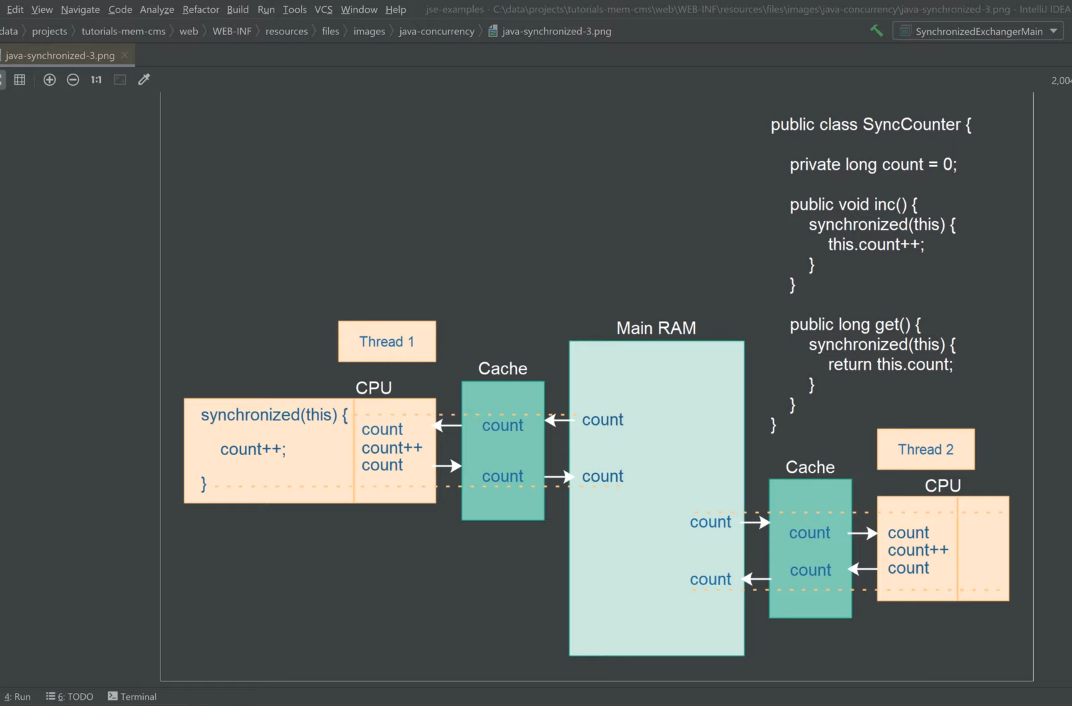 Edit View Navigate Code Analyze Refactor Build Run Tools VCS Window Help jse-examples - C:\data\projects\tutorials-mem-cms\web\WEB-INF\resources\files\images\java-concurrency\java-synchronized-3.png - IntelliJ IDEA
data projects tutorials-mem-cms web WEB-INF resources files images java-concurrency java-synchronized-3.png SynchronizedExchangerMain
java-synchronized-3.png
1:1
2,004
public class SyncCounter {
private long count = 0;
public void inc() {
synchronized(this) {
this.count++;
}
}
public long get() {
synchronized(this) {
return this.count;
}
}
}
Thread 1
CPU
synchronized(this) {
count++;
}
count
count++
count
Cache
count
count
Main RAM
count
count
count
count
Cache
count
count
Thread 2
CPU
count
count++
count
4: Run 6: TODO Terminal